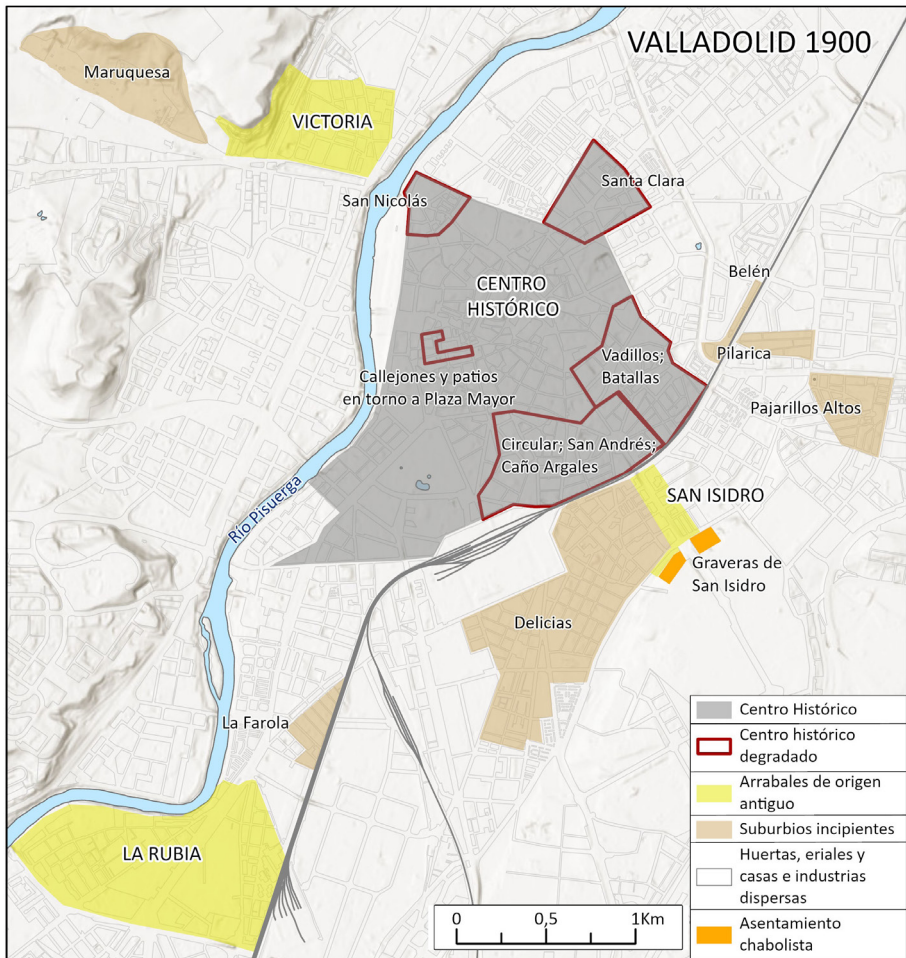 VALLADOLID 1900
Maruquesa
VICTORIA
San Nicolás
Santa Clara
CENTRO
HISTÓRICO
Belén
Pilarica
Vadillos;
Batallas
Callejones y patios
en torno a Plaza Mayor
Pajarillos Altos
Circular; San Andrés;
Caño Argales
SAN ISIDRO
Río Pisuerga
Graveras de
San Isidro
Delicias
La Farola
LA RUBIA
Centro Histórico
Centro histórico
degradado
Arrabales de origen
antiguo
Suburbios incipientes
Huertas, eriales y
casas e industrias
dispersas
Asentamiento
chabolista
0 0,5 1Km